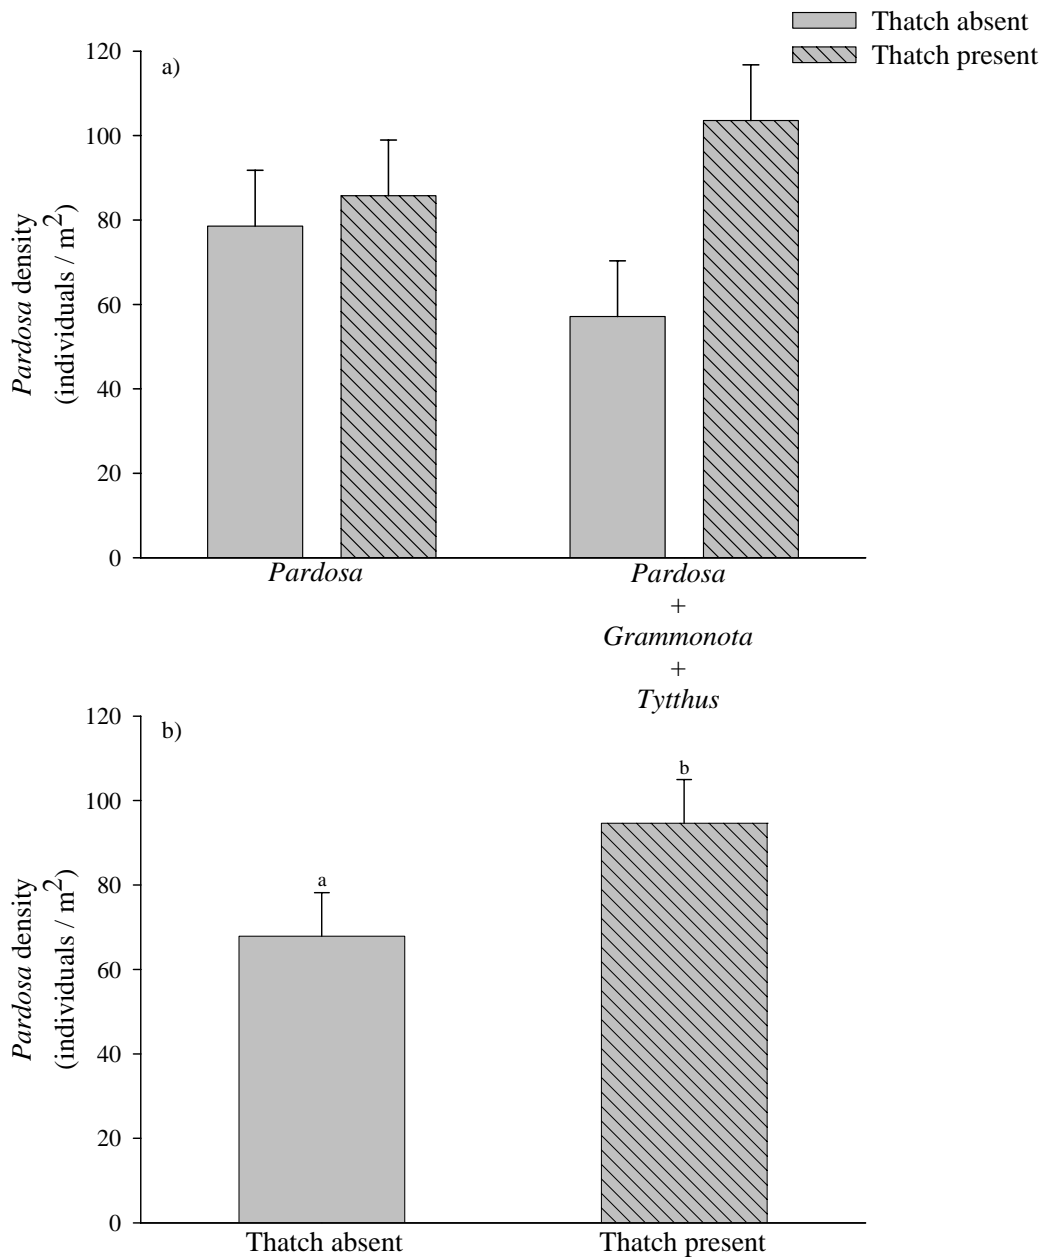 Thatch absent
Thatch present
120
100
80
60
40
20
0
a)
Pardosa density
(individuals / m²)
Pardosa
Pardosa
+
Grammonota
+
Tytthus
120
100
80
60
40
20
0
b)
a
b
Pardosa density
(individuals / m²)
Thatch absent
Thatch present